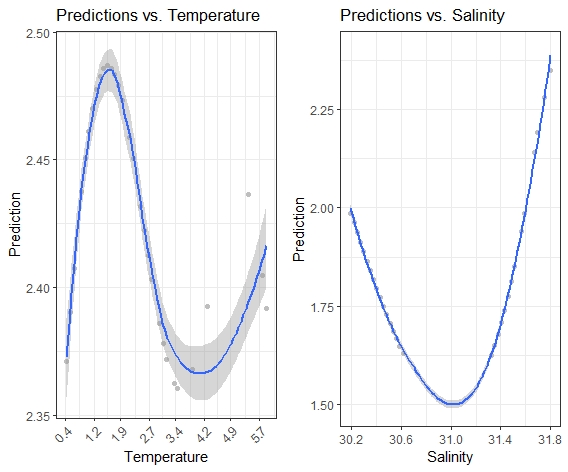 Predictions vs. Temperature
2.50
2.45
2.40
2.35
Prediction
0.4 1.2 1.9 2.7 3.4 4.2 4.9 5.7
Temperature
Predictions vs. Salinity
2.25
2.00
1.75
1.50
Prediction
30.2 30.6 31.0 31.4 31.8
Salinity